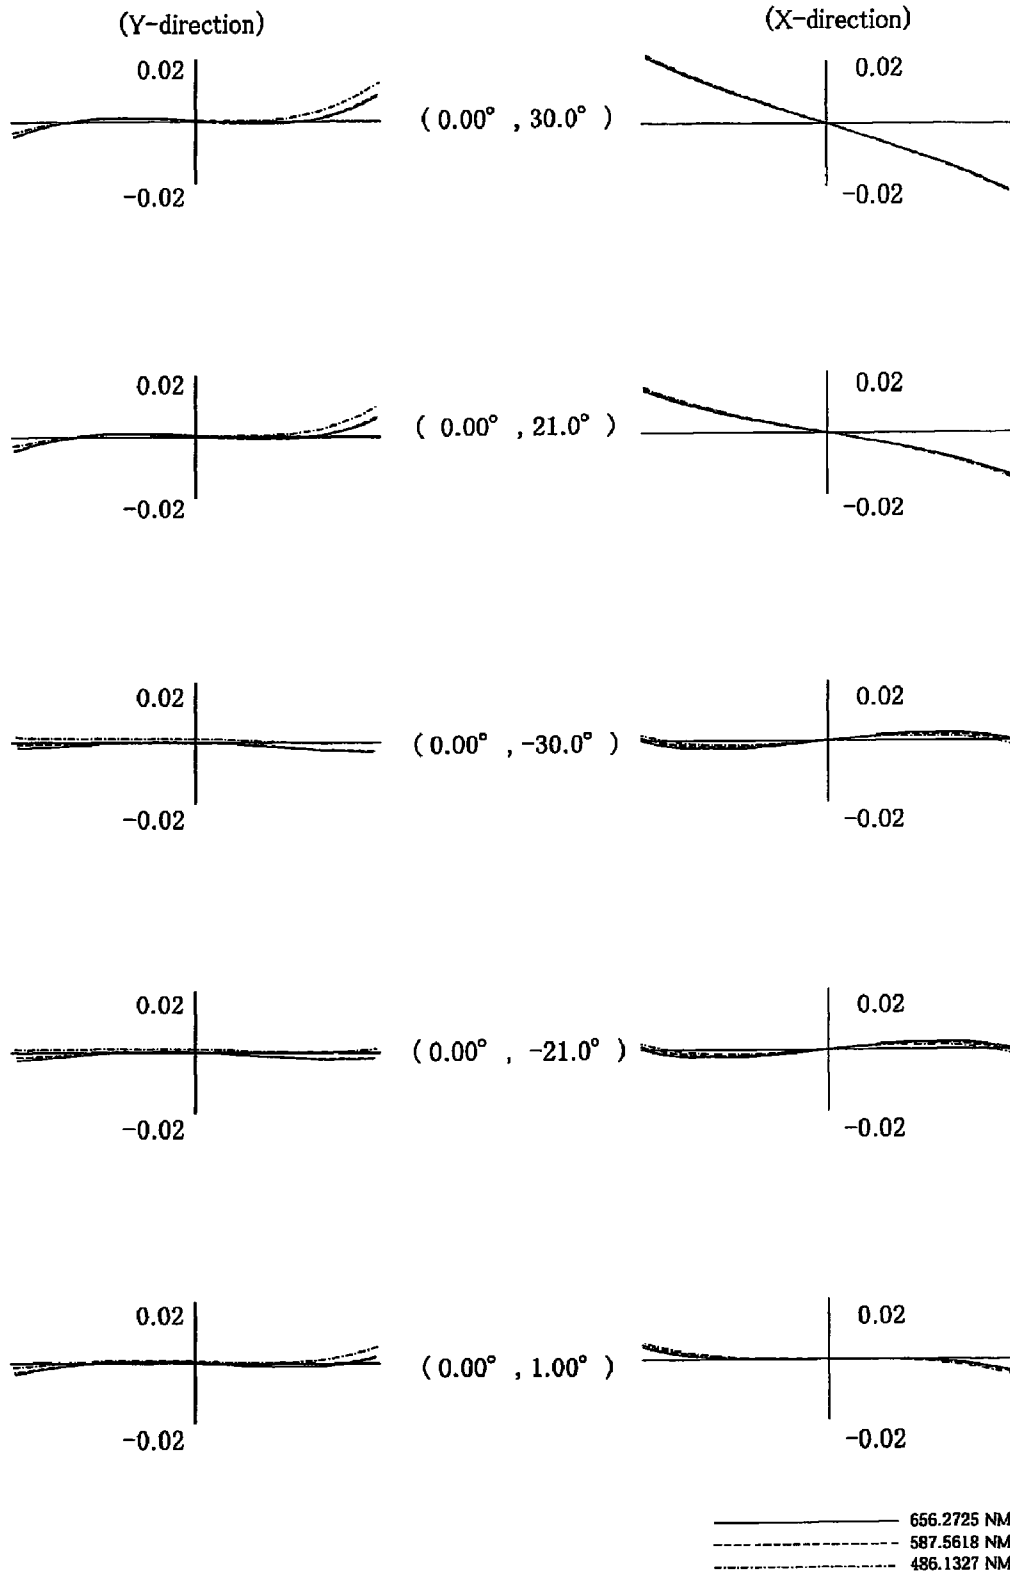 (Y-direction) (X-direction)
0.02 0.02
( 0.00° , 30.0° )
-0.02 -0.02
0.02 0.02
( 0.00° , 21.0° )
-0.02 -0.02
0.02 0.02
(0.00° , -30.0° )
-0.02 -0.02
0.02 0.02
(0.00° , -21.0° )
-0.02 -0.02
0.02 0.02
( 0.00° , 1.00° )
-0.02 -0.02
656.2725 NM
587.5618 NM
486.1327 NM